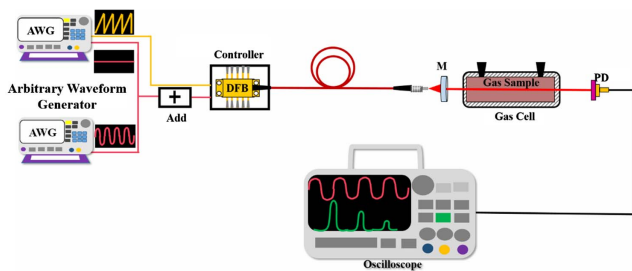 AWG
Arbitrary Waveform
Generator
AWG
Add
Controller
DFB
M
Gas Sample
Gas Cell
PD
Oscilloscope